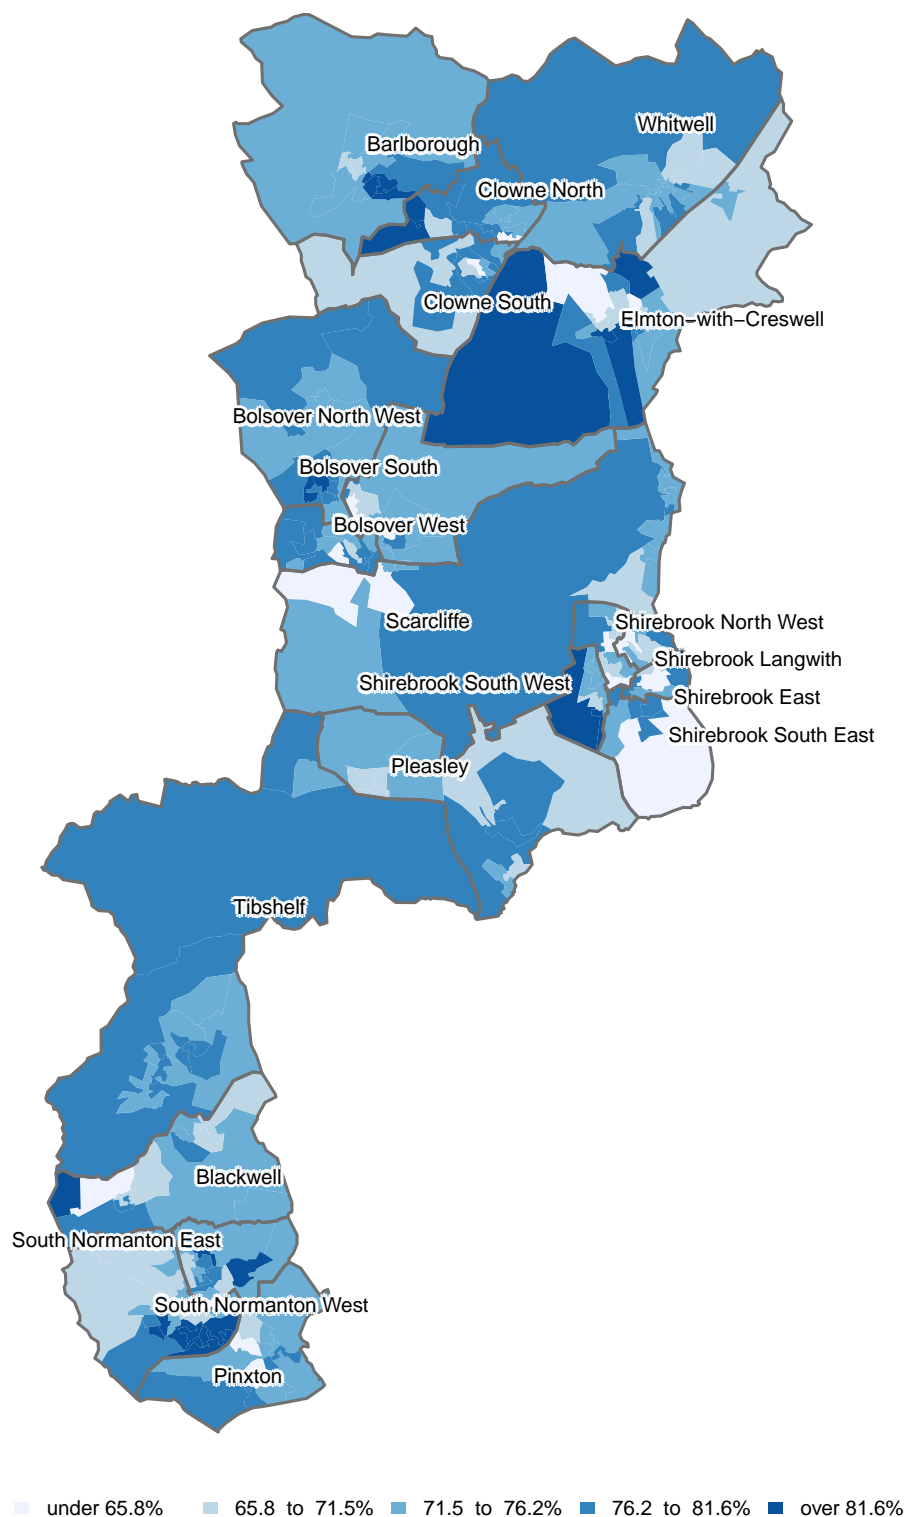 Whitwell
Barlborough
Clowne North
Clowne South
Elmton−with−Creswell
Bolsover North West
Bolsover South
Bolsover West
Scarcliffe
Shirebrook North West
Shirebrook Langwith
Shirebrook South West
Shirebrook East
Shirebrook South East
Pleasley
Tibshelf
Blackwell
South Normanton East
South Normanton West
Pinxton
under 65.8% 65.8 to 71.5% 71.5 to 76.2% 76.2 to 81.6% over 81.6%